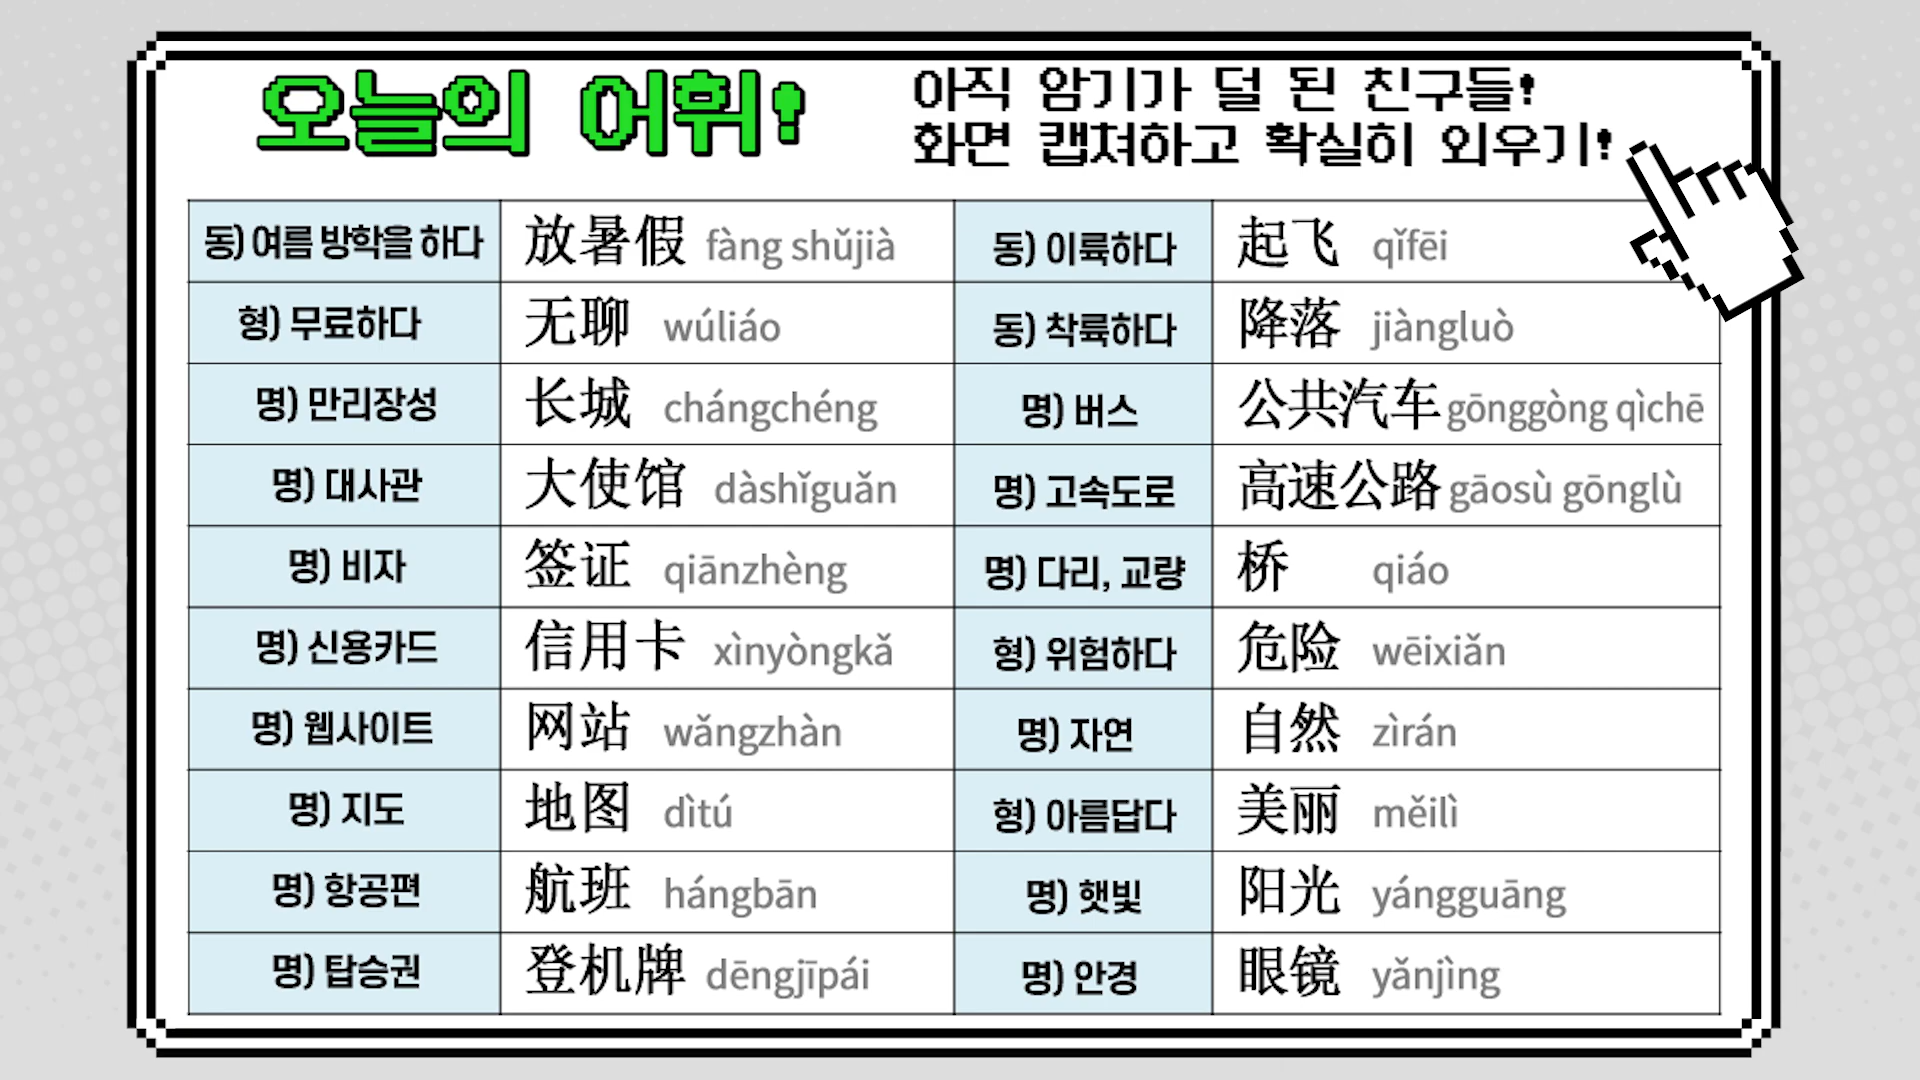 오늘의 어휘!
아직 암기가 덜 된 친구들!
화면 캡쳐하고 확실히 외우기!
동) 여름 방학을 하다 放暑假 fàng shǔjià 동) 이륙하다 起飞 qǐfēi
형) 무료하다 无聊 wúliáo 동) 착륙하다 降落 jiàngluò
명) 만리장성 长城 chángchéng 명) 버스 公共汽车 gōnggòng qìchē
명) 대사관 大使馆 dàshǐguǎn 명) 고속도로 高速公路 gāosù gōnglù
명) 비자 签证 qiānzhèng 명) 다리, 교량 桥 qiáo
명) 신용카드 信用卡 xìnyòngkǎ 형) 위험하다 危险 wēixiǎn
명) 웹사이트 网站 wǎngzhàn 명) 자연 自然 zìrán
명) 지도 地图 dìtú 형) 아름답다 美丽 měilì
명) 항공편 航班 hángbān 명) 햇빛 阳光 yángguāng
명) 탑승권 登机牌 dēngjīpái 명) 안경 眼镜 yǎnjìng